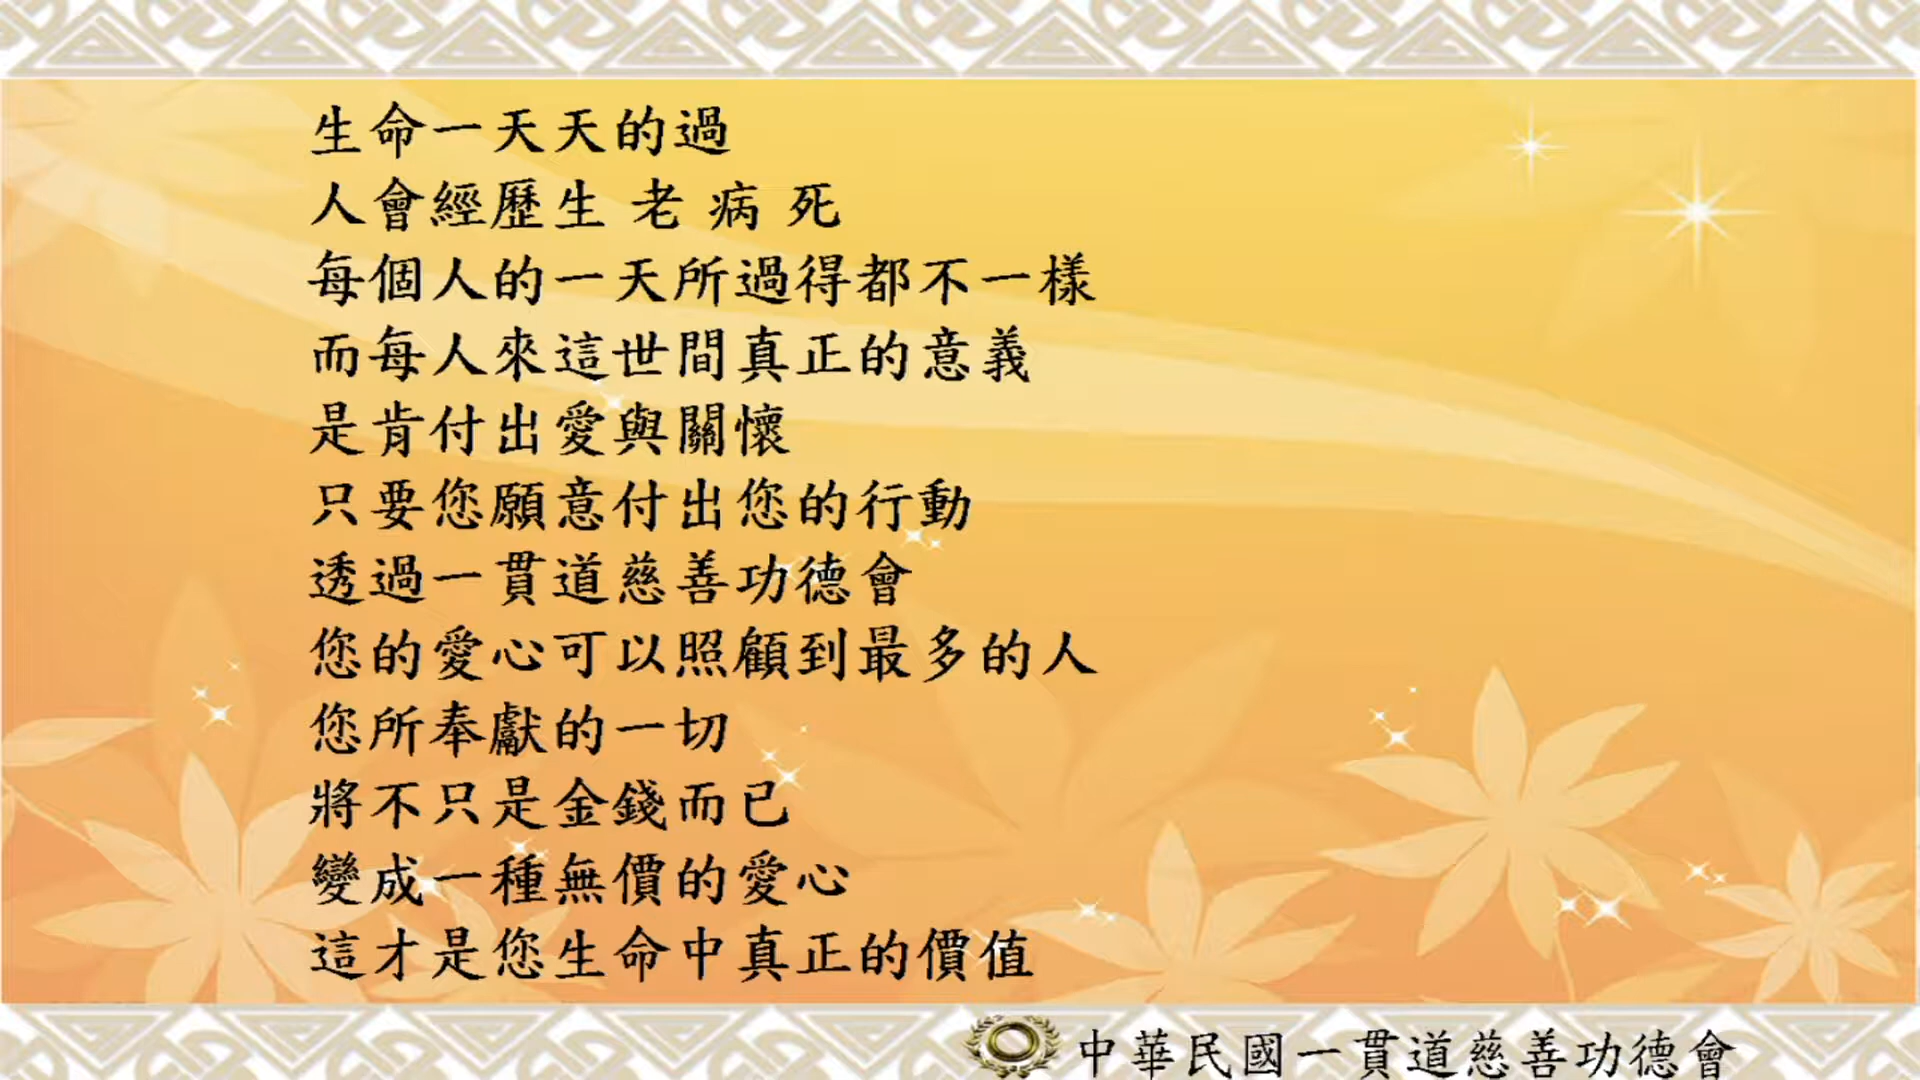 生命一天天的過
人會經歷生 老 病 死
每個人的一天所過得都不一樣
而每人來這世間真正的意義
是肯付出愛與關懷
只要您願意付出您的行動
透過一貫道慈善功德會
您的愛心可以照顧到最多的人
您所奉獻的一切
將不只是金錢而已
變成一種無價的愛心
這才是您生命中真正的價值
中華民國一貫道慈善功德會